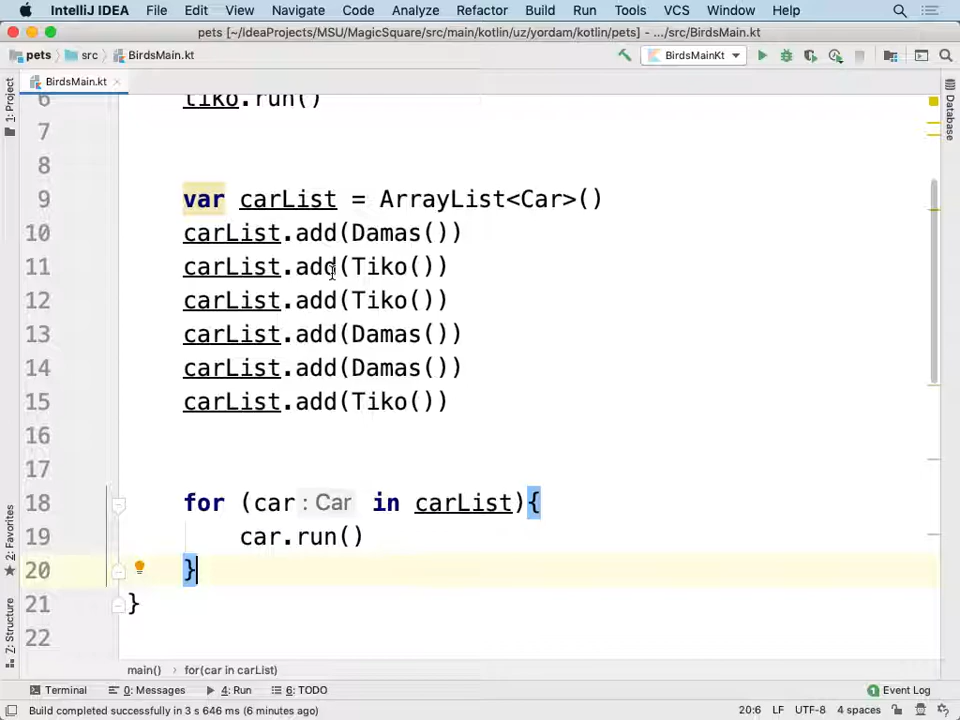 IntelliJ IDEA File Edit View Navigate Code Analyze Refactor Build Run Tools VCS Window Help
pets [~/IdeaProjects/MSU/MagicSquare/src/main/kotlin/uz/yordam/kotlin/pets] - .../src/BirdsMain.kt
pets src BirdsMain.kt BirdsMainKt
BirdsMain.kt
1: Project
Database
6 tiko.run()
7
8
9 var carList = ArrayList<Car>()
10 carList.add(Damas())
11 carList.add(Tiko())
12 carList.add(Tiko())
13 carList.add(Damas())
14 carList.add(Damas())
15 carList.add(Tiko())
16
17
18 for (car : Car in carList){
19 car.run()
20 }
21 }
22
2: Favorites
7: Structure
main() for(car in carList)
Terminal 0: Messages 4: Run 6: TODO 1 Event Log
Build completed successfully in 3 s 646 ms (6 minutes ago) 20:6 LF UTF-8 4 spaces